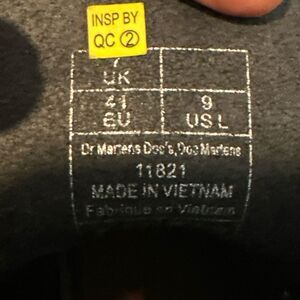 INSP BY
QC 2
7
UK
41 9
EU US L
Dr Martens Doc's, Doc Martens
11821
MADE IN VIETNAM
Fabriqué en Vietnam